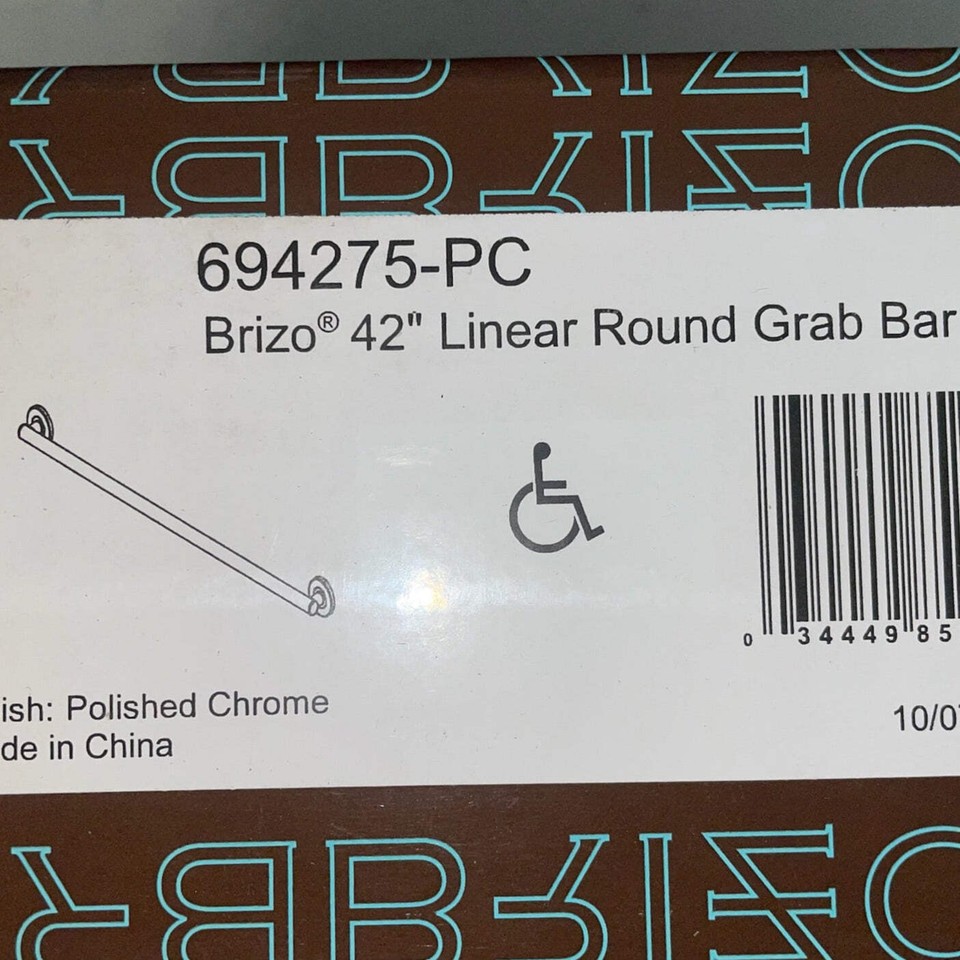 694275-PC
Brizo® 42" Linear Round Grab Bar
0 34449 85
ish: Polished Chrome
de in China
10/0